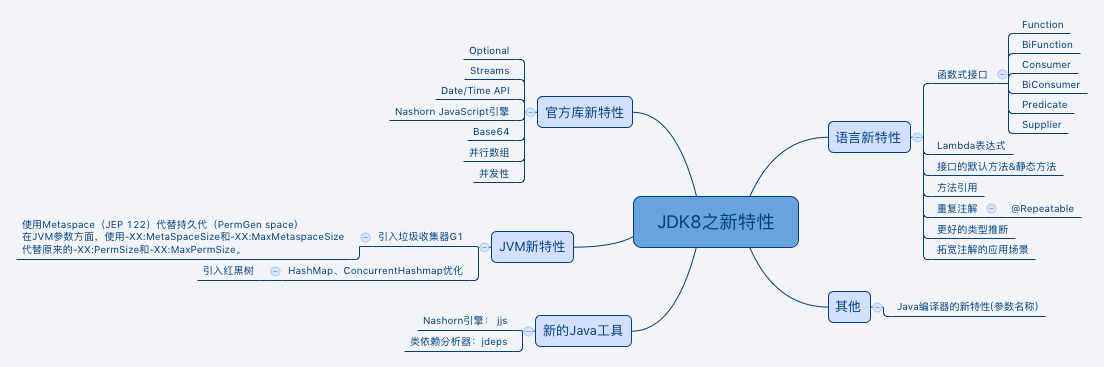 JDK8之新特性
语言新特性
函数式接口
Function
BiFunction
Consumer
BiConsumer
Predicate
Supplier
Lambda表达式
接口的默认方法&静态方法
方法引用
重复注解
@Repeatable
更好的类型推断
拓宽注解的应用场景
其他
Java编译器的新特性(参数名称)
官方库新特性
Optional
Streams
Date/Time API
Nashorn JavaScript引擎
Base64
并行数组
并发性
JVM新特性
引入垃圾收集器G1
使用Metaspace（JEP 122）代替持久代（PermGen space）
在JVM参数方面，使用-XX:MetaSpaceSize和-XX:MaxMetaspaceSize
代替原来的-XX:PermSize和-XX:MaxPermSize。
HashMap、ConcurrentHashmap优化
引入红黑树
新的Java工具
Nashorn引擎： jjs
类依赖分析器：jdeps